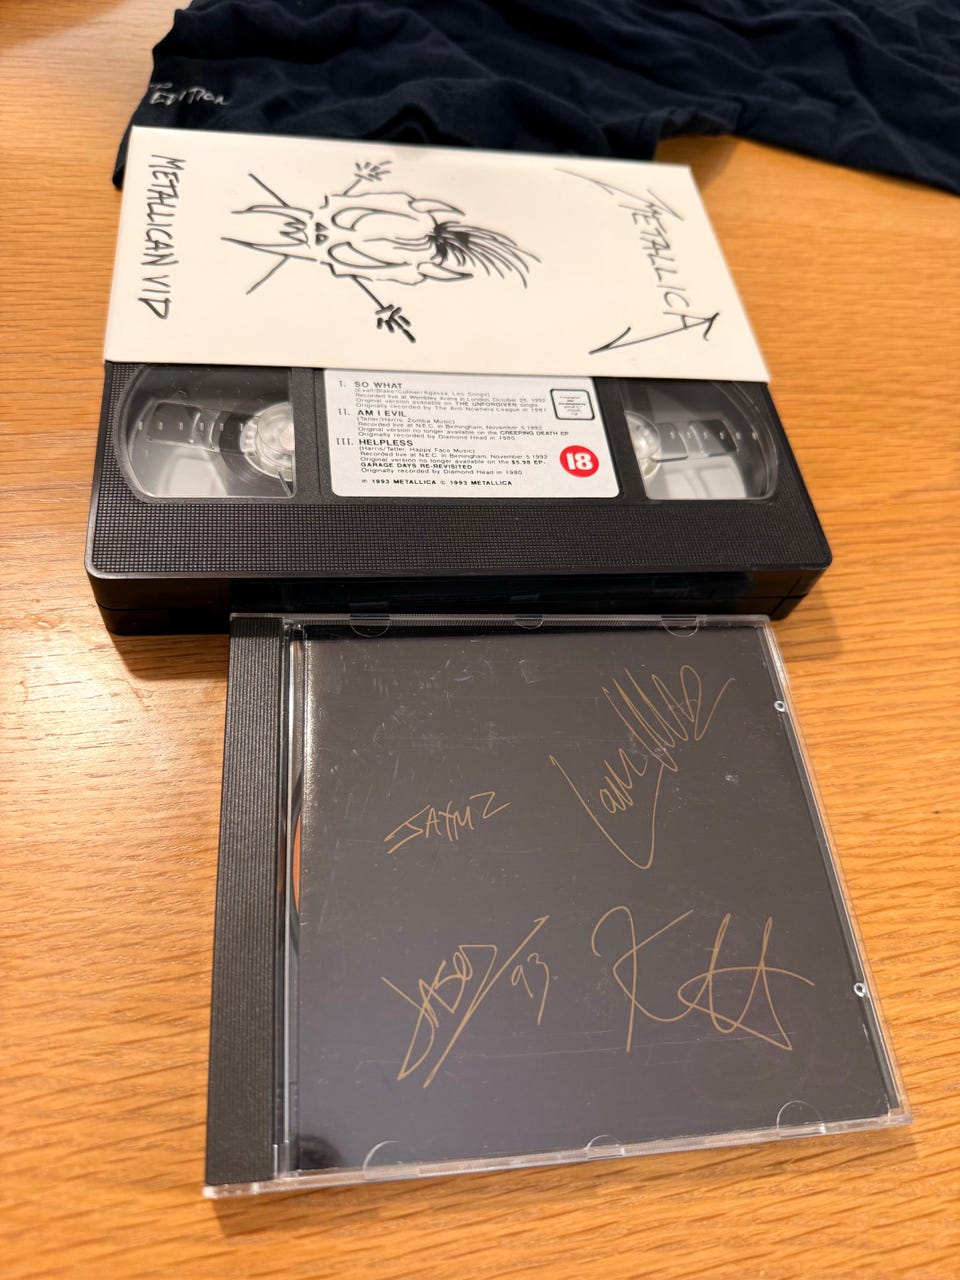 EDITION
METALLICA
METALLICAN VID
I. SO WHAT
(Evall/Blake/Culmer/
Recorded live at Wembley Arena in London, October 25, 1992
Original version available on THE UNFORGIVEN single
Originally recorded by The Anti Nowhere League in 1981
II. AM I EVIL
(Tatler/Harris, Zomba Music)
Recorded live at N.E.C. in Birmingham, November 5, 1992
Original version no longer available on the CREEPING DEATH EP
Originally recorded by Diamond Head in 1980
III. HELPLESS
(Harris/Tatler, Happy Face Music)
Recorded live at N.E.C. in Birmingham, November 5, 1992
Original version no longer available on the $5.98 EP-
GARAGE DAYS RE-REVISITED
Originally recorded by Diamond Head in 1980
℗ 1993 METALLICA © 1993 METALLICA
18
JAYMZ
JASON
93